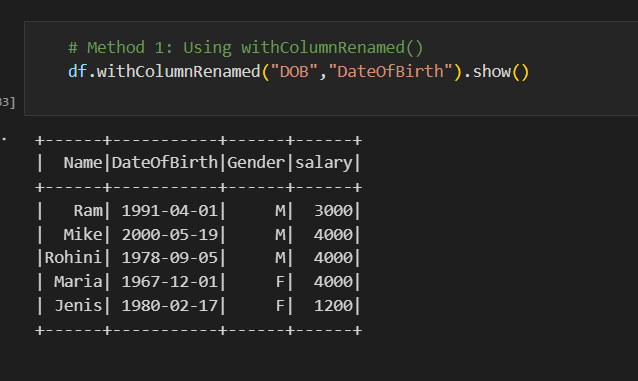 # Method 1: Using withColumnRenamed()
df.withColumnRenamed("DOB","DateOfBirth").show()
33]
+------+-----------+------+------+
|  Name|DateOfBirth|Gender|salary|
+------+-----------+------+------+
|   Ram| 1991-04-01|     M|  3000|
|  Mike| 2000-05-19|     M|  4000|
|Rohini| 1978-09-05|     M|  4000|
| Maria| 1967-12-01|     F|  4000|
| Jenis| 1980-02-17|     F|  1200|
+------+-----------+------+------+